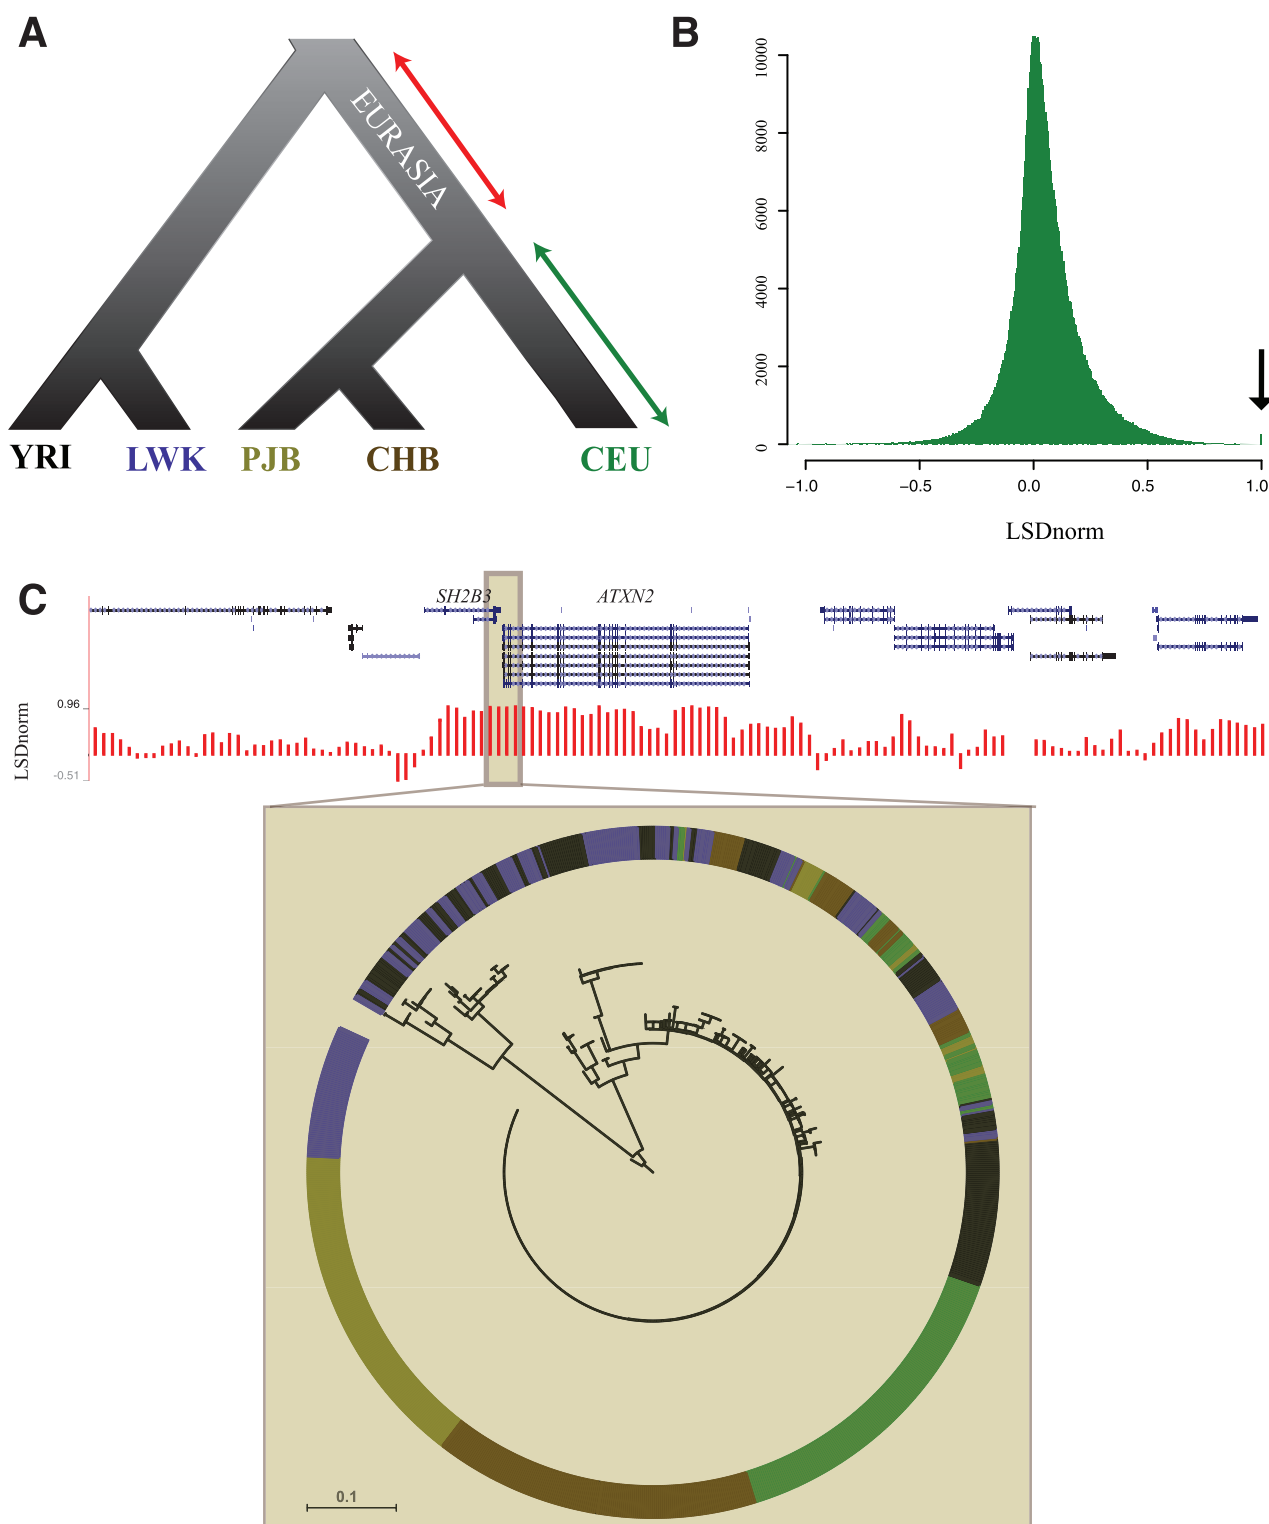 A
B
EURASIA
YRI
LWK
PJB
CHB
CEU
10000
8000
6000
4000
2000
0
−1.0
−0.5
0.0
0.5
1.0
LSDnorm
C
SH2B3
ATXN2
LSDnorm
0.96
-0.51
0.1